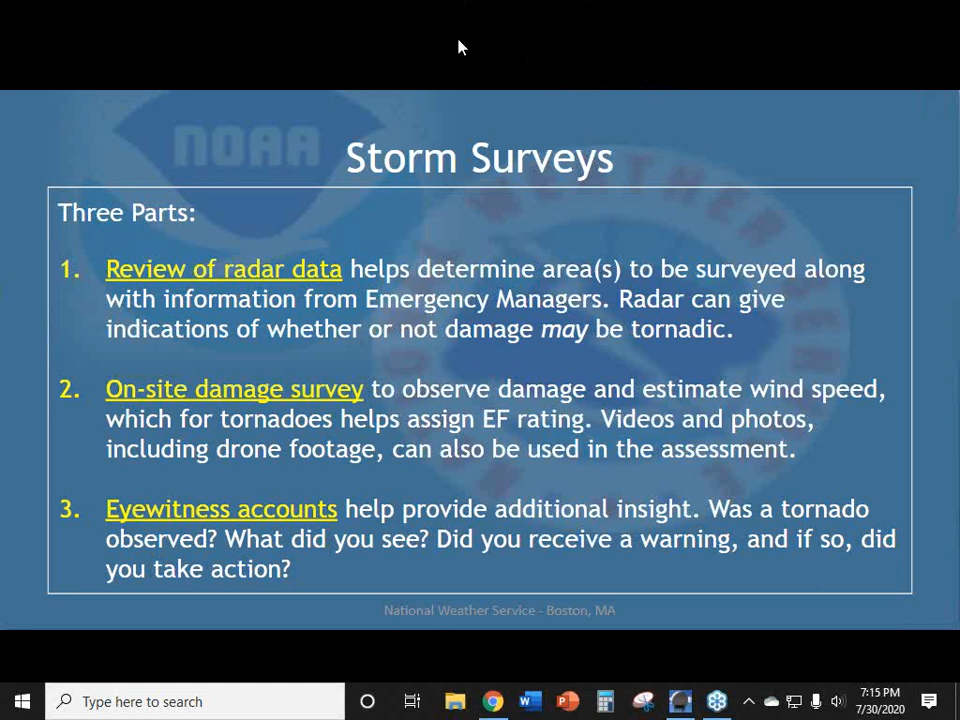 NOAA
Storm Surveys
Three Parts:
1. Review of radar data helps determine area(s) to be surveyed along
with information from Emergency Managers. Radar can give
indications of whether or not damage may be tornadic.
2. On-site damage survey to observe damage and estimate wind speed,
which for tornadoes helps assign EF rating. Videos and photos,
including drone footage, can also be used in the assessment.
3. Eyewitness accounts help provide additional insight. Was a tornado
observed? What did you see? Did you receive a warning, and if so, did
you take action?
National Weather Service - Boston, MA
Type here to search
7:15 PM
7/30/2020